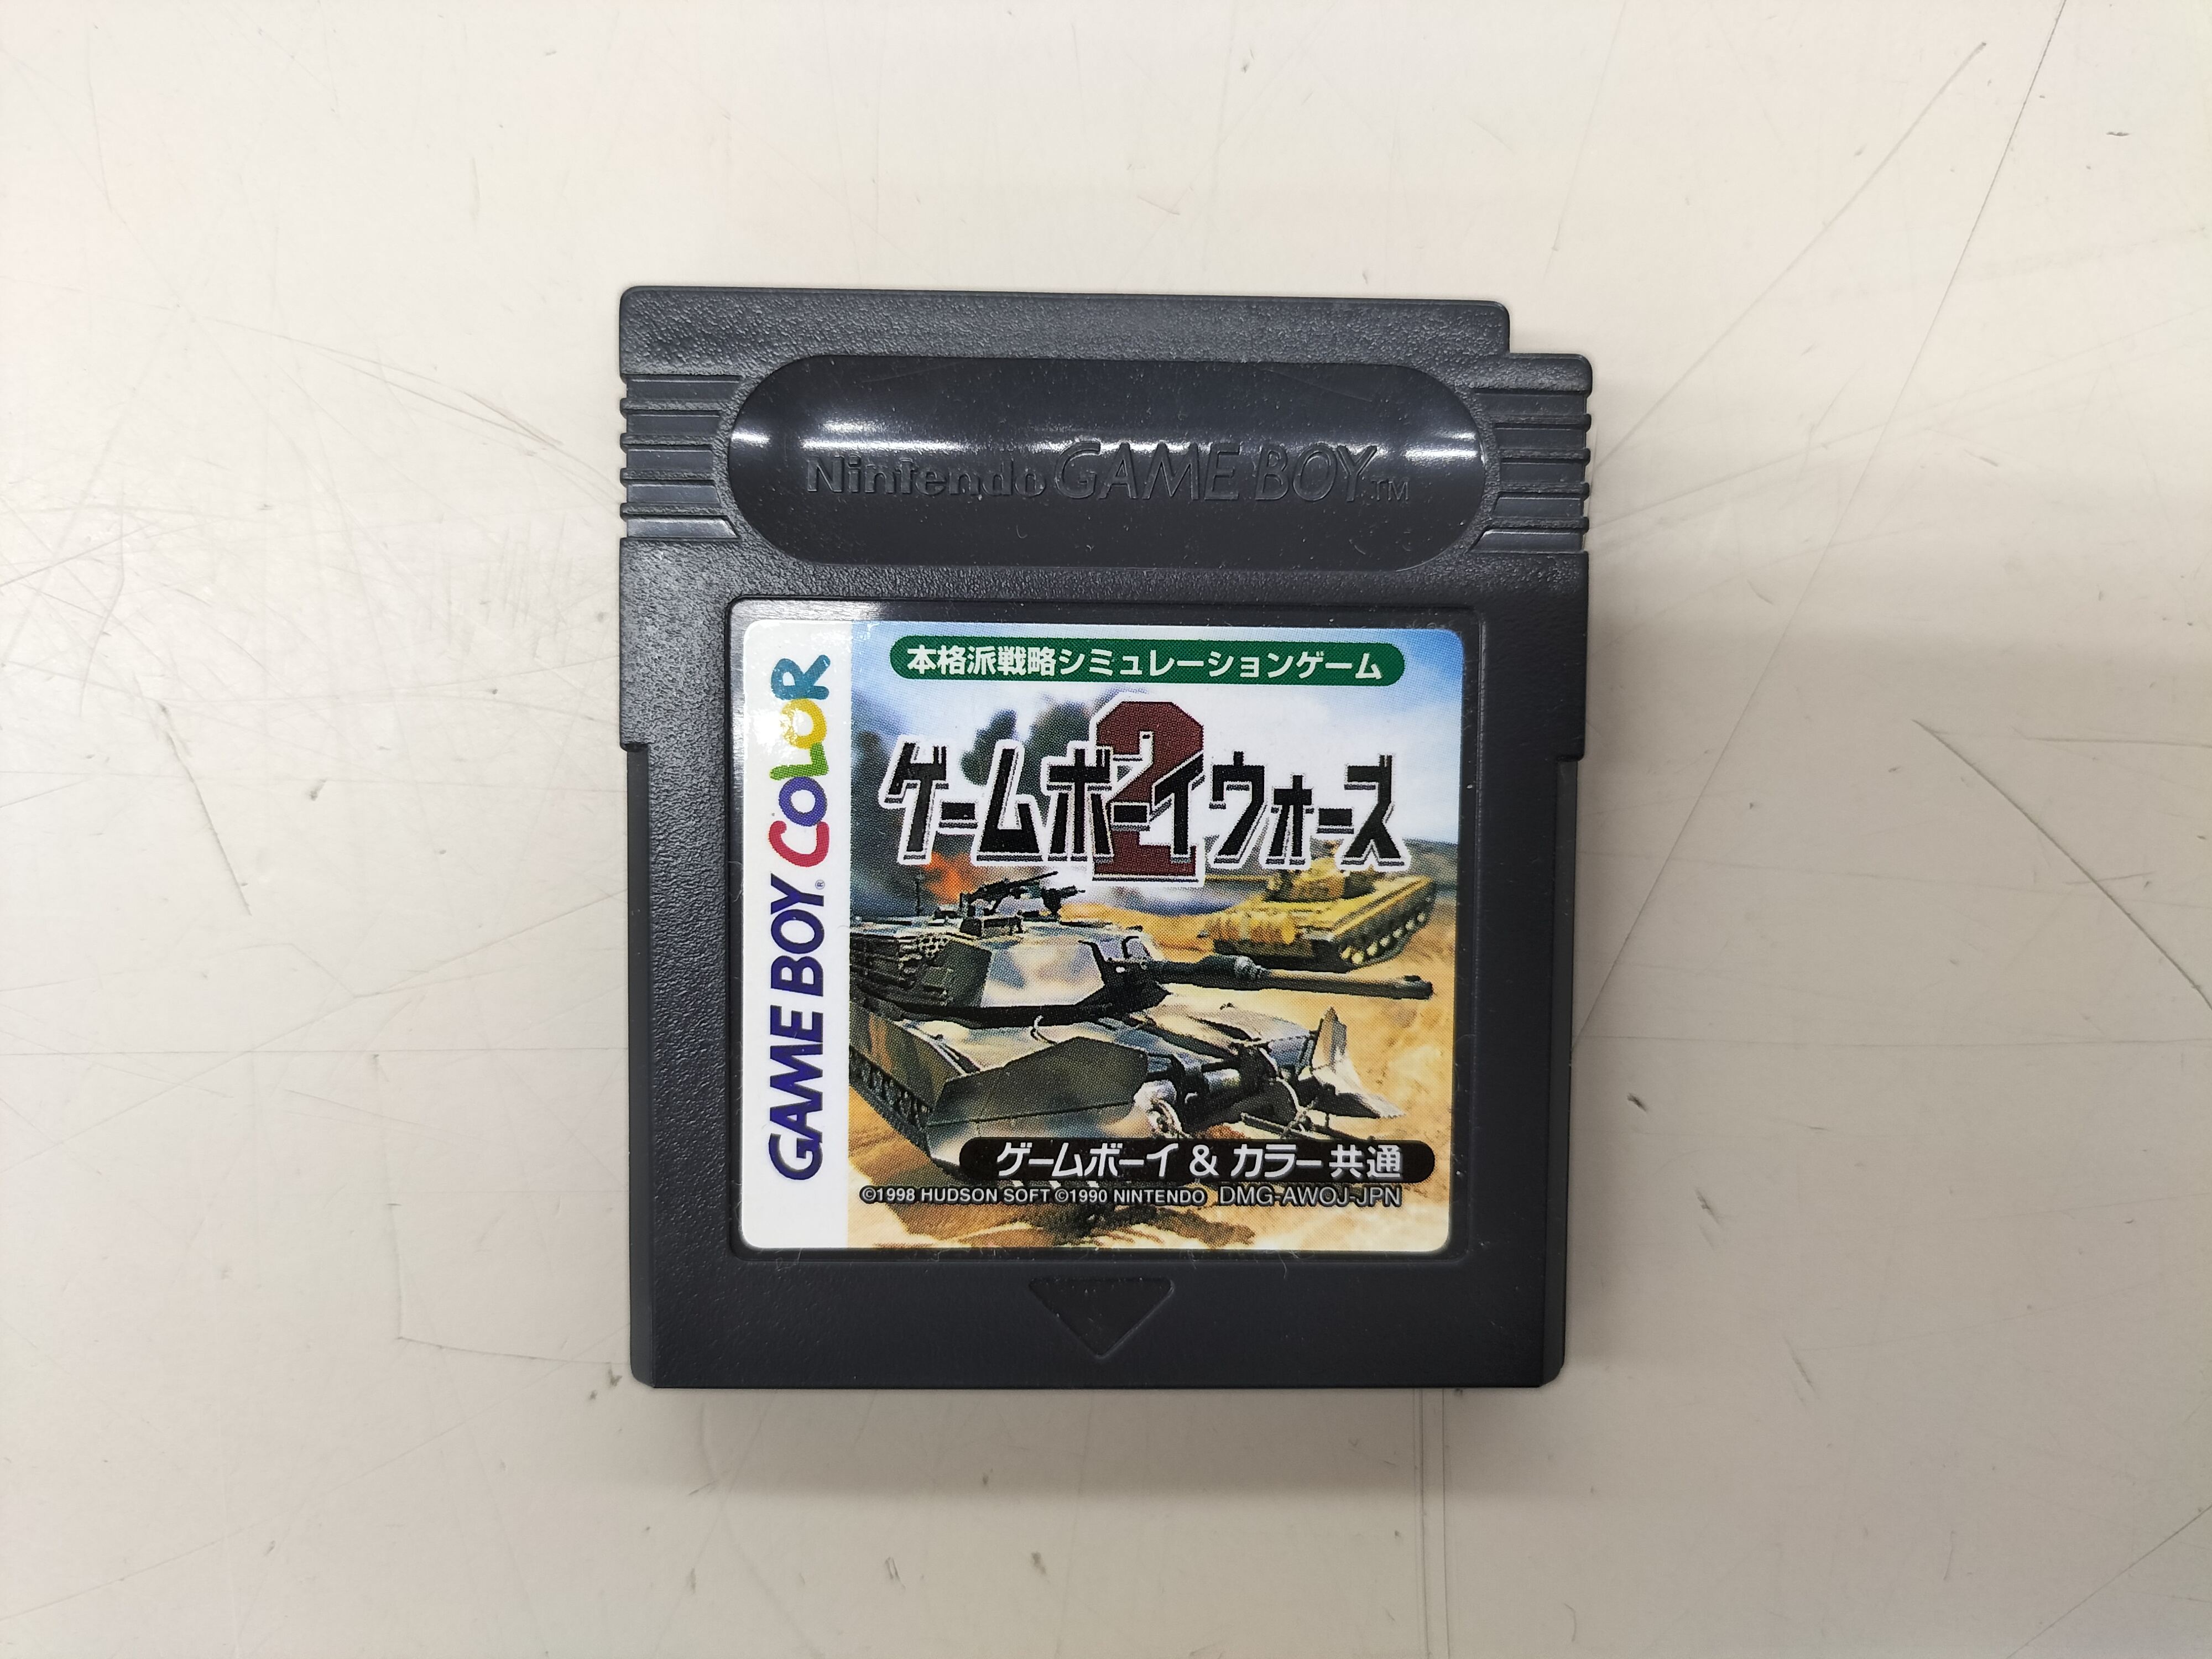 Nintendo GAME BOY TM
GAME BOY® COLOR
本格派戦略シミュレーションゲーム
ゲームボーイウォーズ
2
ゲームボーイ & カラー共通
©1998 HUDSON SOFT ©1990 NINTENDO DMG-AWOJ-JPN